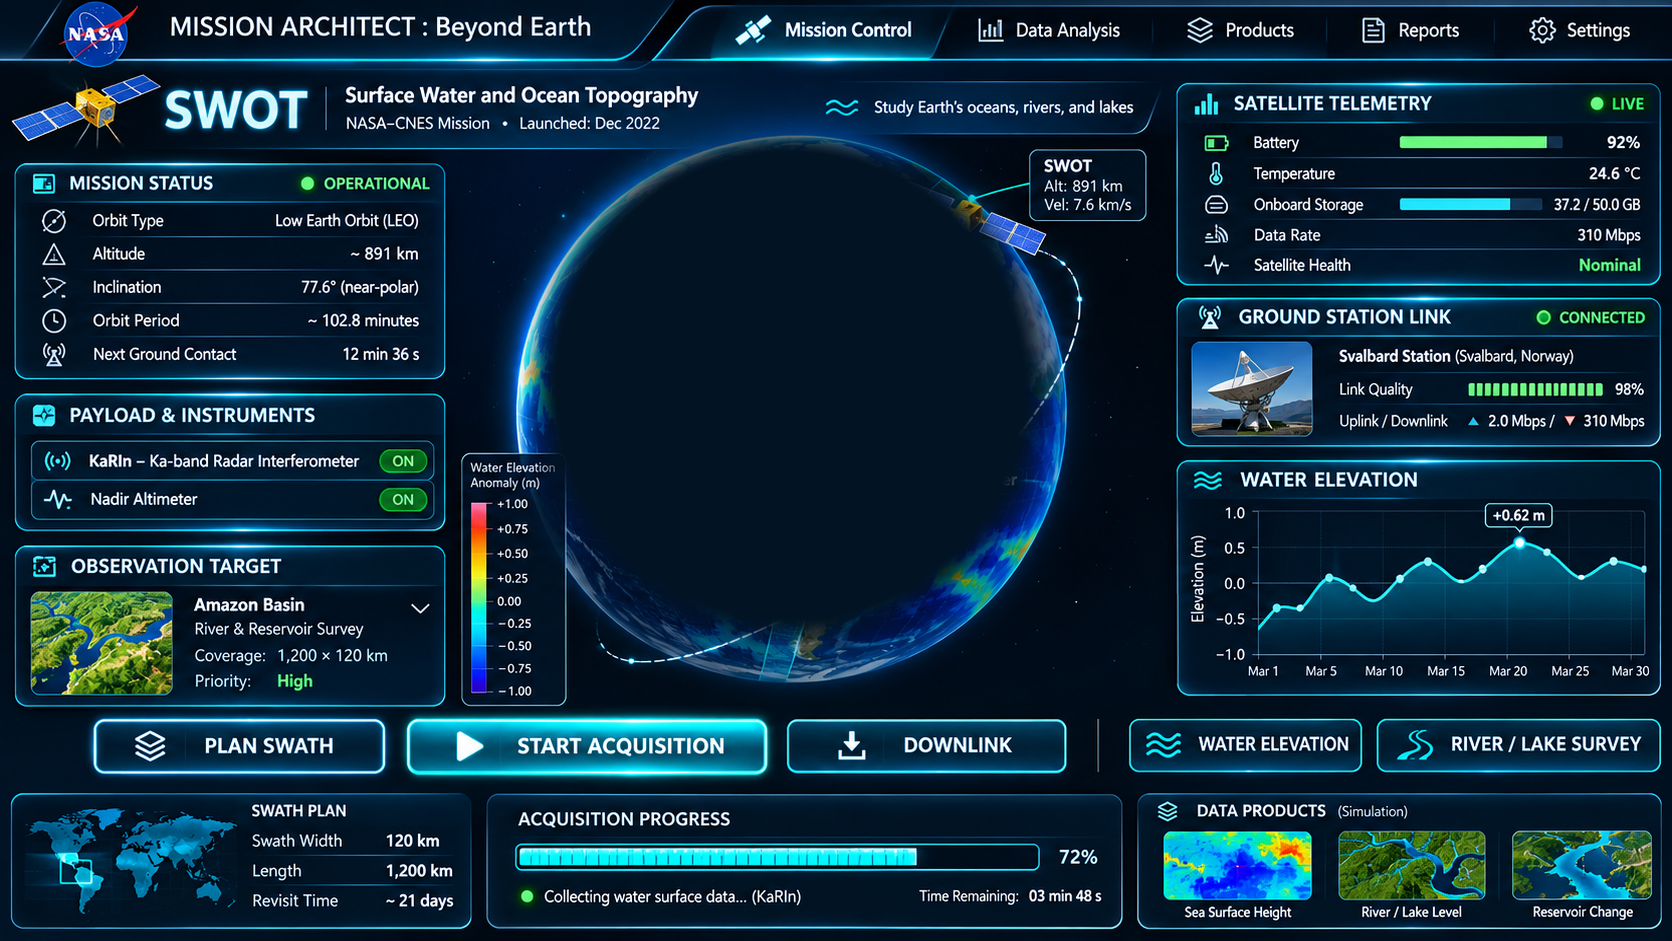 NASA
MISSION ARCHITECT : Beyond Earth
Mission Control
Data Analysis
Products
Reports
Settings
SWOT
Surface Water and Ocean Topography
NASA–CNES Mission • Launched: Dec 2022
Study Earth's oceans, rivers, and lakes
MISSION STATUS
OPERATIONAL
Orbit Type Low Earth Orbit (LEO)
Altitude ~ 891 km
Inclination 77.6° (near-polar)
Orbit Period ~ 102.8 minutes
Next Ground Contact 12 min 36 s
PAYLOAD & INSTRUMENTS
KaRIn – Ka-band Radar Interferometer ON
Nadir Altimeter ON
OBSERVATION TARGET
Amazon Basin
River & Reservoir Survey
Coverage: 1,200 × 120 km
Priority: High
SWOT
Alt: 891 km
Vel: 7.6 km/s
Water Elevation
Anomaly (m)
+1.00
+0.75
+0.50
+0.25
0.00
−0.25
−0.50
−0.75
−1.00
SATELLITE TELEMETRY
LIVE
Battery 92%
Temperature 24.6 °C
Onboard Storage 37.2 / 50.0 GB
Data Rate 310 Mbps
Satellite Health Nominal
GROUND STATION LINK
CONNECTED
Svalbard Station (Svalbard, Norway)
Link Quality 98%
Uplink / Downlink ▲ 2.0 Mbps / ▼ 310 Mbps
WATER ELEVATION
+0.62 m
Elevation (m)
1.0
0.5
0.0
−0.5
−1.0
Mar 1 Mar 5 Mar 10 Mar 15 Mar 20 Mar 25 Mar 30
PLAN SWATH
START ACQUISITION
DOWNLINK
WATER ELEVATION
RIVER / LAKE SURVEY
SWATH PLAN
Swath Width 120 km
Length 1,200 km
Revisit Time ~ 21 days
ACQUISITION PROGRESS
72%
Collecting water surface data... (KaRIn)
Time Remaining: 03 min 48 s
DATA PRODUCTS (Simulation)
Sea Surface Height
River / Lake Level
Reservoir Change